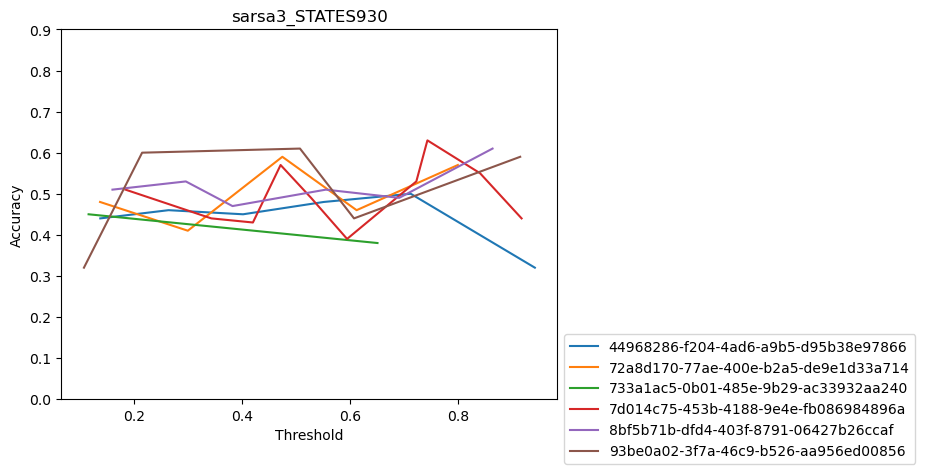 sarsa3_STATES930
Accuracy
0.9
0.8
0.7
0.6
0.5
0.4
0.3
0.2
0.1
0.0
0.2 0.4 0.6 0.8
Threshold
44968286-f204-4ad6-a9b5-d95b38e97866
72a8d170-77ae-400e-b2a5-de9e1d33a714
733a1ac5-0b01-485e-9b29-ac33932aa240
7d014c75-453b-4188-9e4e-fb086984896a
8bf5b71b-dfd4-403f-8791-06427b26ccaf
93be0a02-3f7a-46c9-b526-aa956ed00856